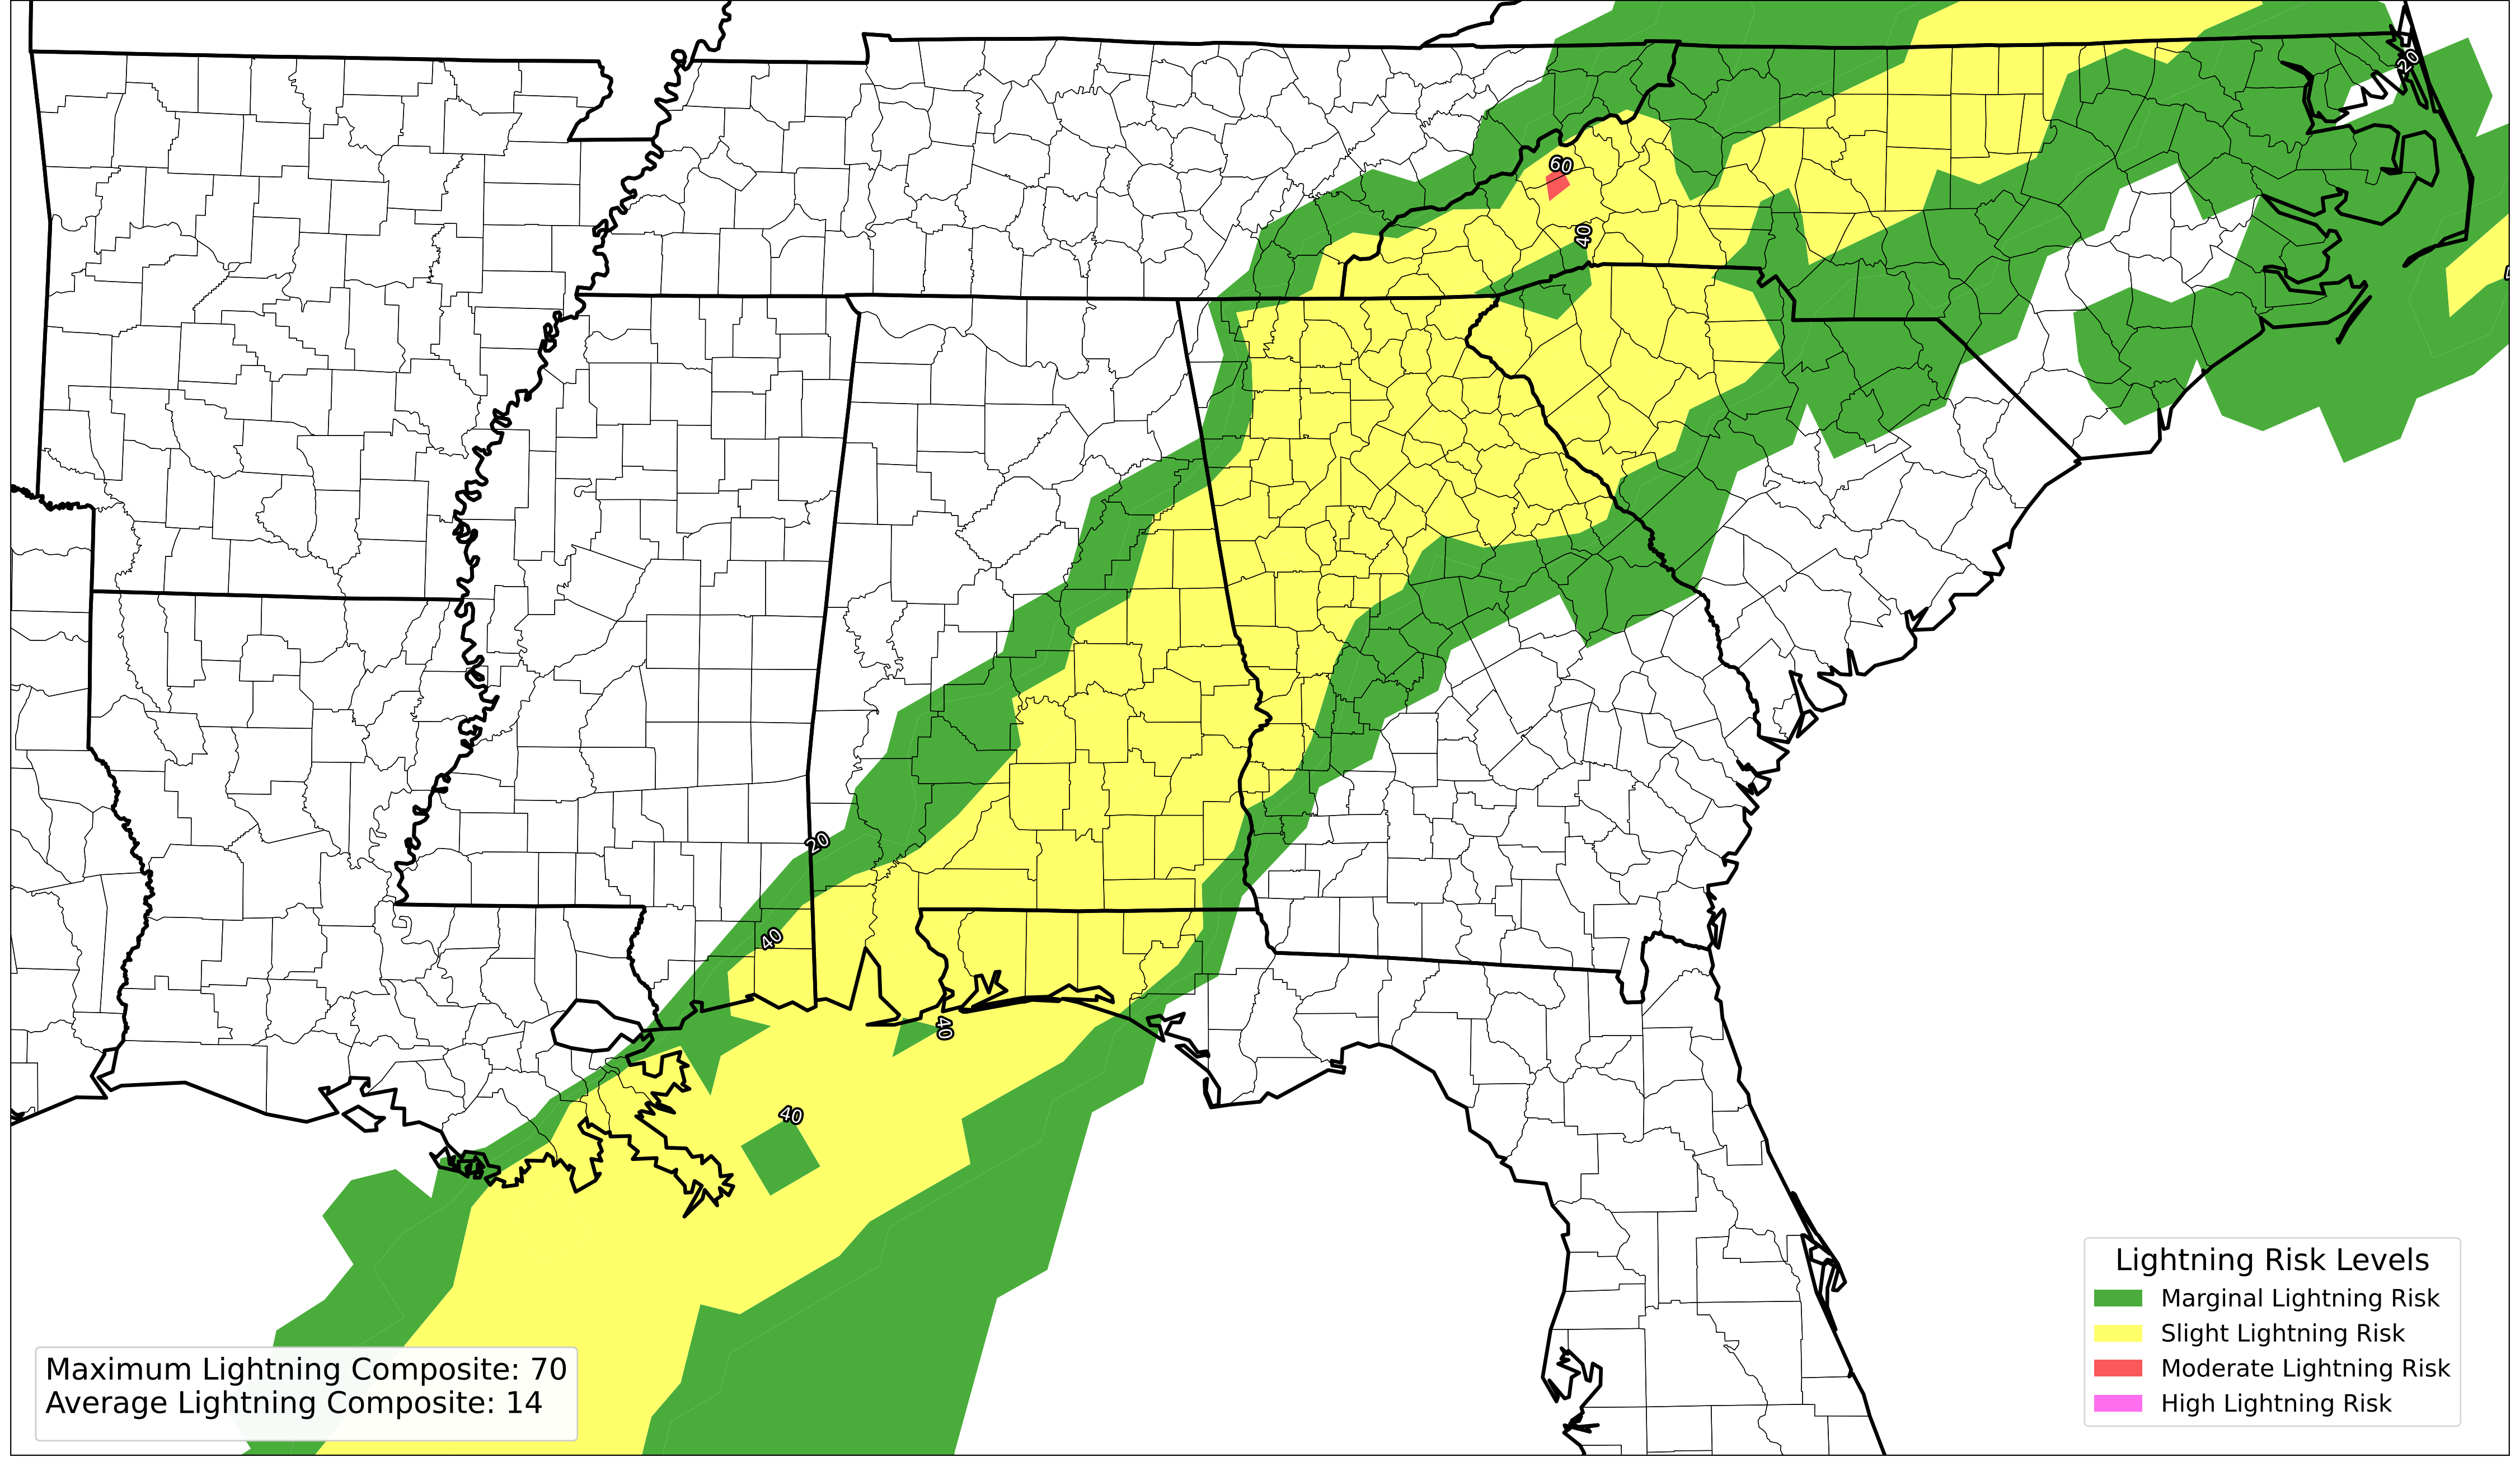 20
60
40
20
40
40
40
Lightning Risk Levels
Marginal Lightning Risk
Slight Lightning Risk
Moderate Lightning Risk
High Lightning Risk
Maximum Lightning Composite: 70
Average Lightning Composite: 14